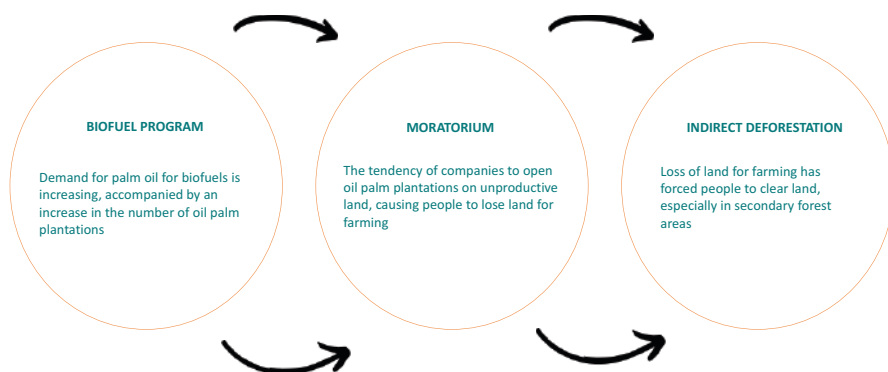 BIOFUEL PROGRAM
Demand for palm oil for biofuels is
increasing, accompanied by an
increase in the number of oil palm
plantations
MORATORIUM
The tendency of companies to open
oil palm plantations on unproductive
land, causing people to lose land for
farming
INDIRECT DEFORESTATION
Loss of land for farming has
forced people to clear land,
especially in secondary forest
areas